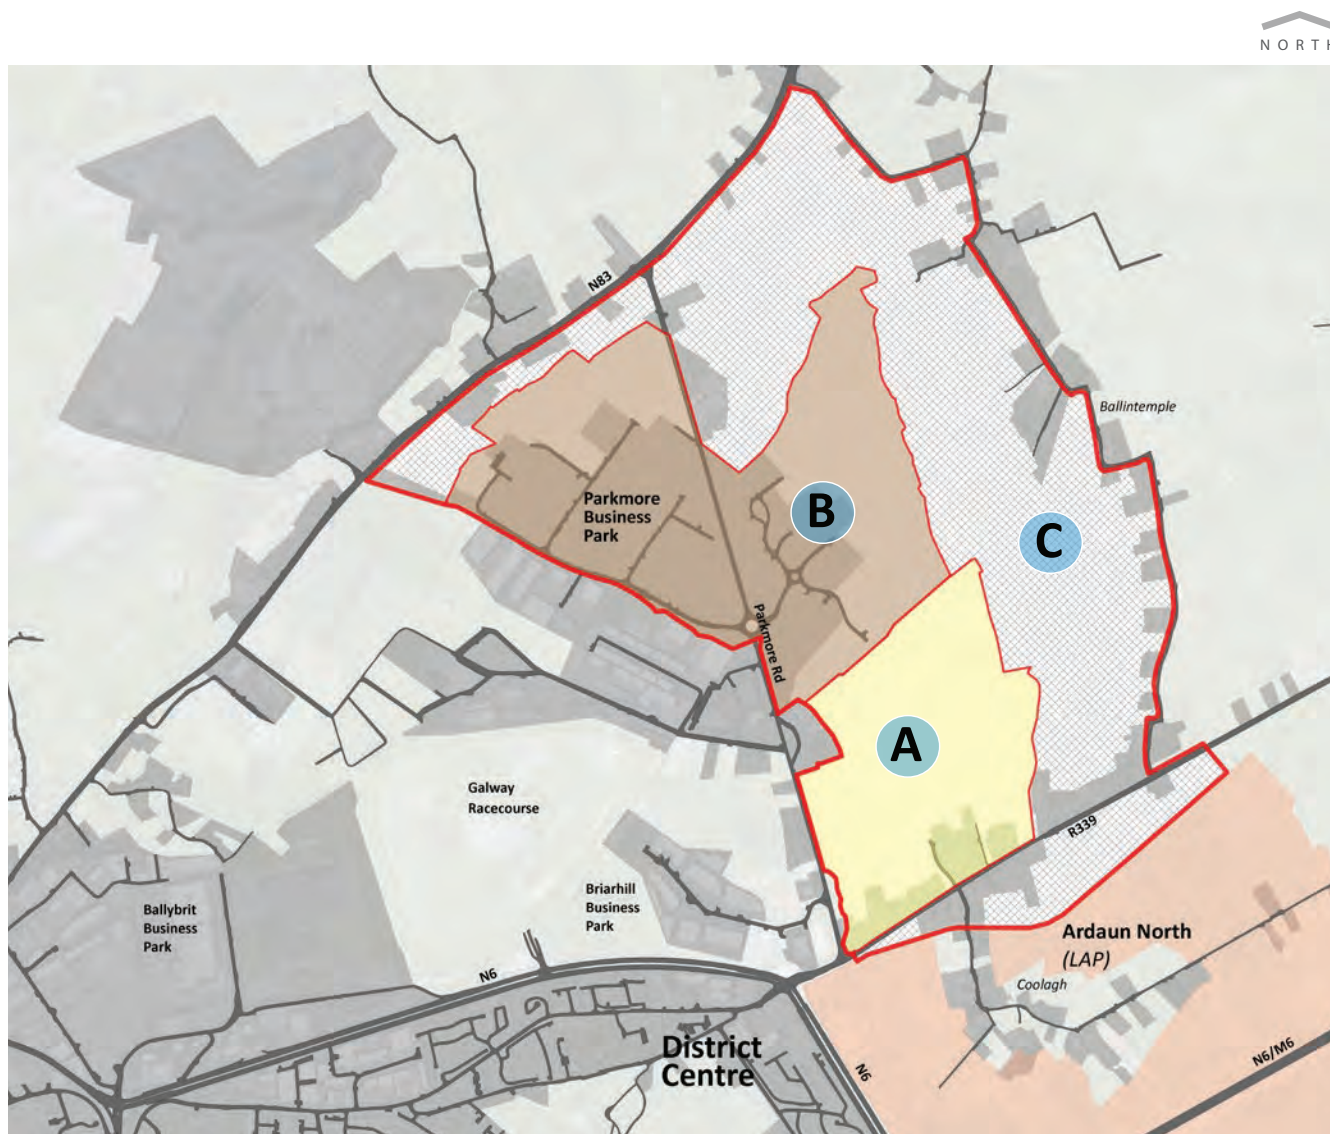 NORTH
N83
Ballintemple
Parkmore
Business
Park
B
C
Parkmore Rd
A
Galway
Racecourse
R339
Briarhill
Business
Park
Ballybrit
Business
Park
Ardaun North
(LAP)
N6
Coolagh
District
Centre
N6
N6/M6